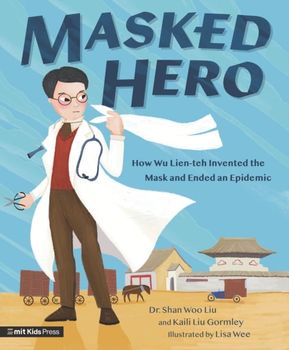 MASKED
HERO
How Wu Lien-teh Invented the
Mask and Ended an Epidemic
Dr. Shan Woo Liu
and Kaili Liu Gormley
Illustrated by Lisa Wee
mit Kids Press